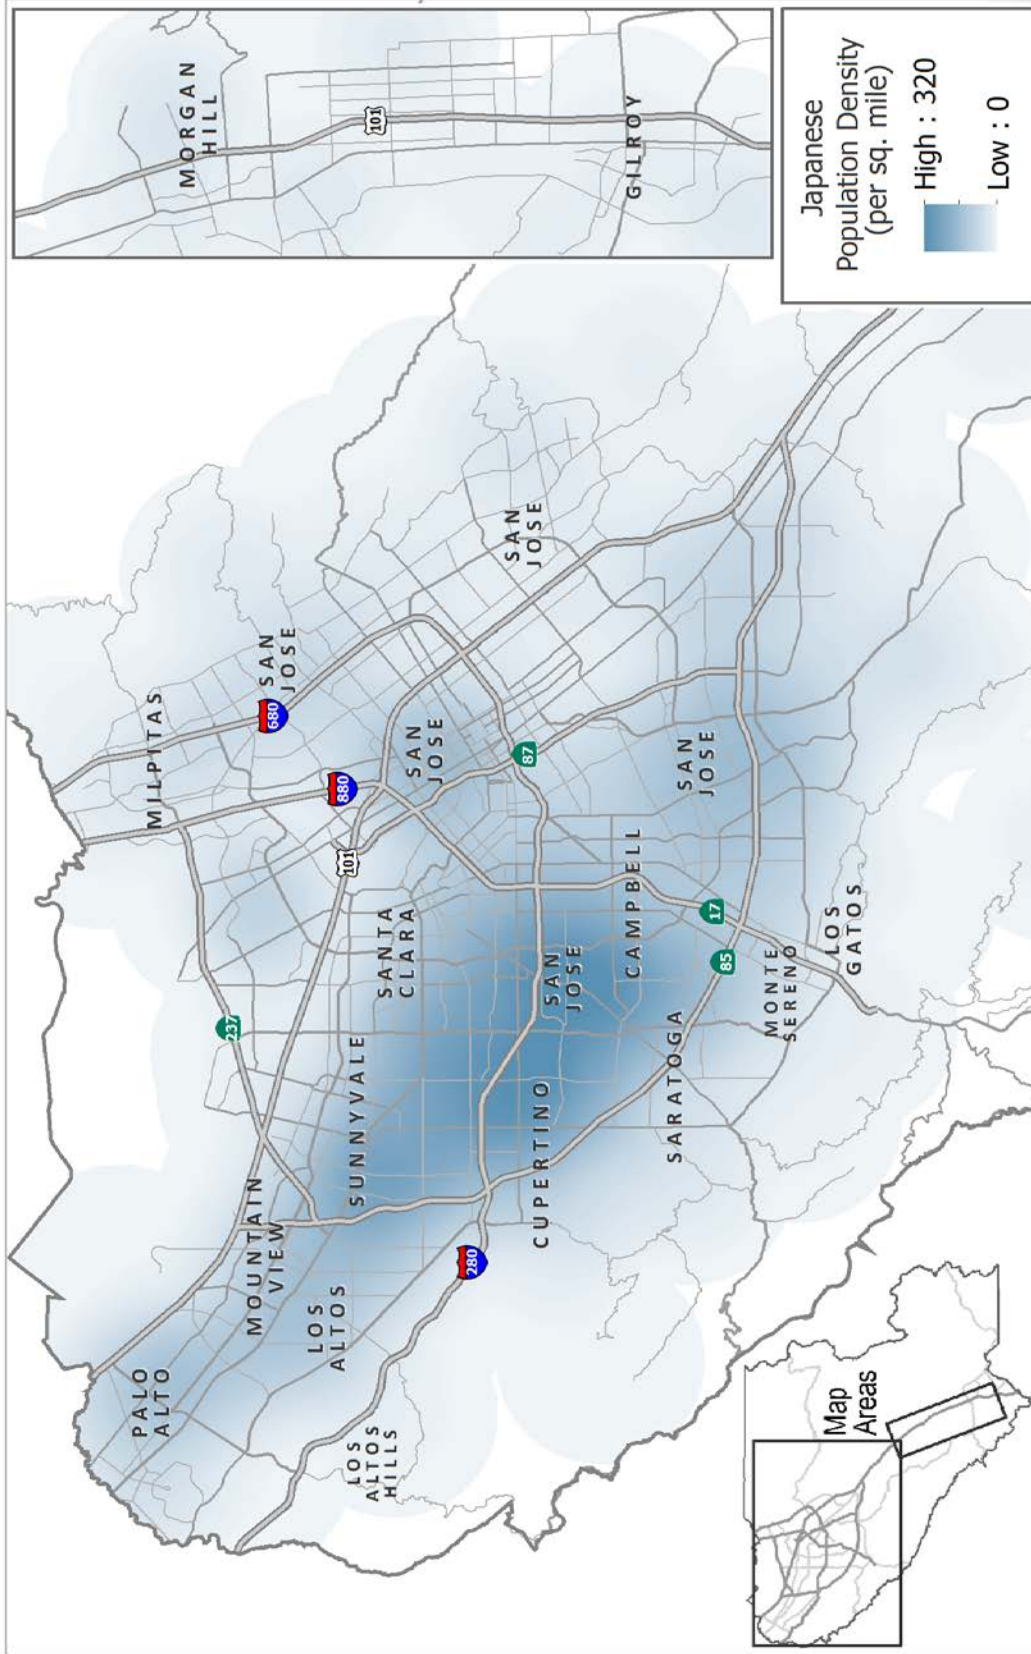 PALO
ALTO
MOUNTAIN
VIEW
LOS
ALTOS
LOS
ALTOS
HILLS
237
SUNNYVALE
SANTA
CLARA
280
CUPERTINO
SARATOGA
101
880
MILPITAS
680
SAN
JOSE
SAN
JOSE
87
SAN
JOSE
SAN
JOSE
CAMPBELL
17
85
SAN
JOSE
MONTE
SERENO
LOS
GATOS
MORGAN
HILL
101
GILROY
Map
Areas
Japanese
Population Density
(per sq. mile)
High : 320
Low : 0